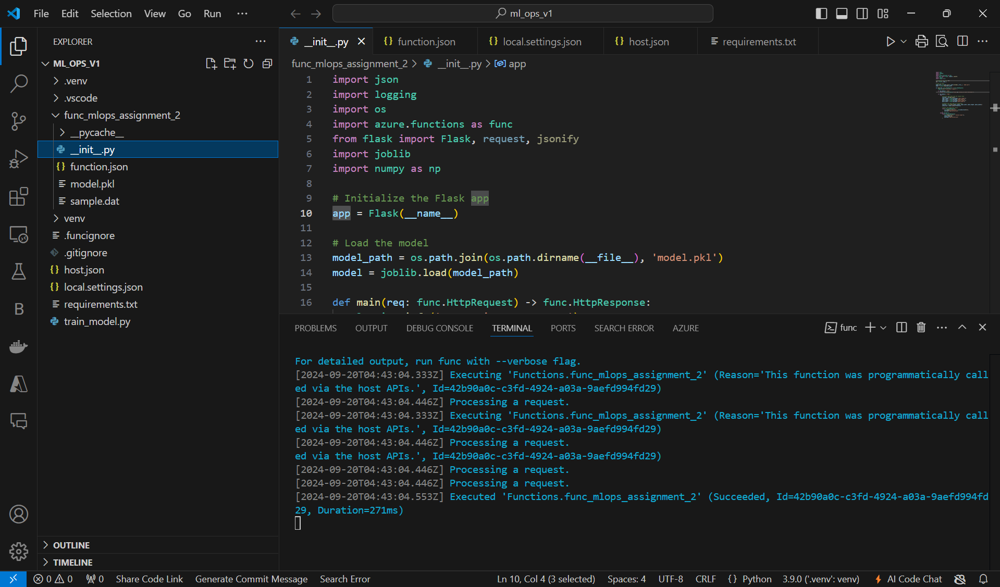 File Edit Selection View Go Run ···
ml_ops_v1
EXPLORER
ML_OPS_V1
.venv
.vscode
func_mlops_assignment_2
__pycache__
__init__.py
function.json
model.pkl
sample.dat
venv
.funcignore
.gitignore
host.json
local.settings.json
requirements.txt
train_model.py
OUTLINE
TIMELINE
__init__.py function.json local.settings.json host.json requirements.txt
func_mlops_assignment_2 > __init__.py > app
1 import json
2 import logging
3 import os
4 import azure.functions as func
5 from flask import Flask, request, jsonify
6 import joblib
7 import numpy as np
8
9 # Initialize the Flask app
10 app = Flask(__name__)
11
12 # Load the model
13 model_path = os.path.join(os.path.dirname(__file__), 'model.pkl')
14 model = joblib.load(model_path)
15
16 def main(req: func.HttpRequest) -> func.HttpResponse:
PROBLEMS OUTPUT DEBUG CONSOLE TERMINAL PORTS SEARCH ERROR AZURE
func
For detailed output, run func with --verbose flag.
[2024-09-20T04:43:04.333Z] Executing 'Functions.func_mlops_assignment_2' (Reason='This function was programmatically call
ed via the host APIs.', Id=42b90a0c-c3fd-4924-a03a-9aefd994fd29)
[2024-09-20T04:43:04.446Z] Processing a request.
[2024-09-20T04:43:04.333Z] Executing 'Functions.func_mlops_assignment_2' (Reason='This function was programmatically call
ed via the host APIs.', Id=42b90a0c-c3fd-4924-a03a-9aefd994fd29)
[2024-09-20T04:43:04.446Z] Processing a request.
ed via the host APIs.', Id=42b90a0c-c3fd-4924-a03a-9aefd994fd29)
[2024-09-20T04:43:04.446Z] Processing a request.
[2024-09-20T04:43:04.446Z] Processing a request.
[2024-09-20T04:43:04.553Z] Executed 'Functions.func_mlops_assignment_2' (Succeeded, Id=42b90a0c-c3fd-4924-a03a-9aefd994fd
29, Duration=271ms)
0 0 0 Share Code Link Generate Commit Message Search Error
Ln 10, Col 4 (3 selected) Spaces: 4 UTF-8 CRLF {} Python 3.9.0 ('.venv': venv) AI Code Chat